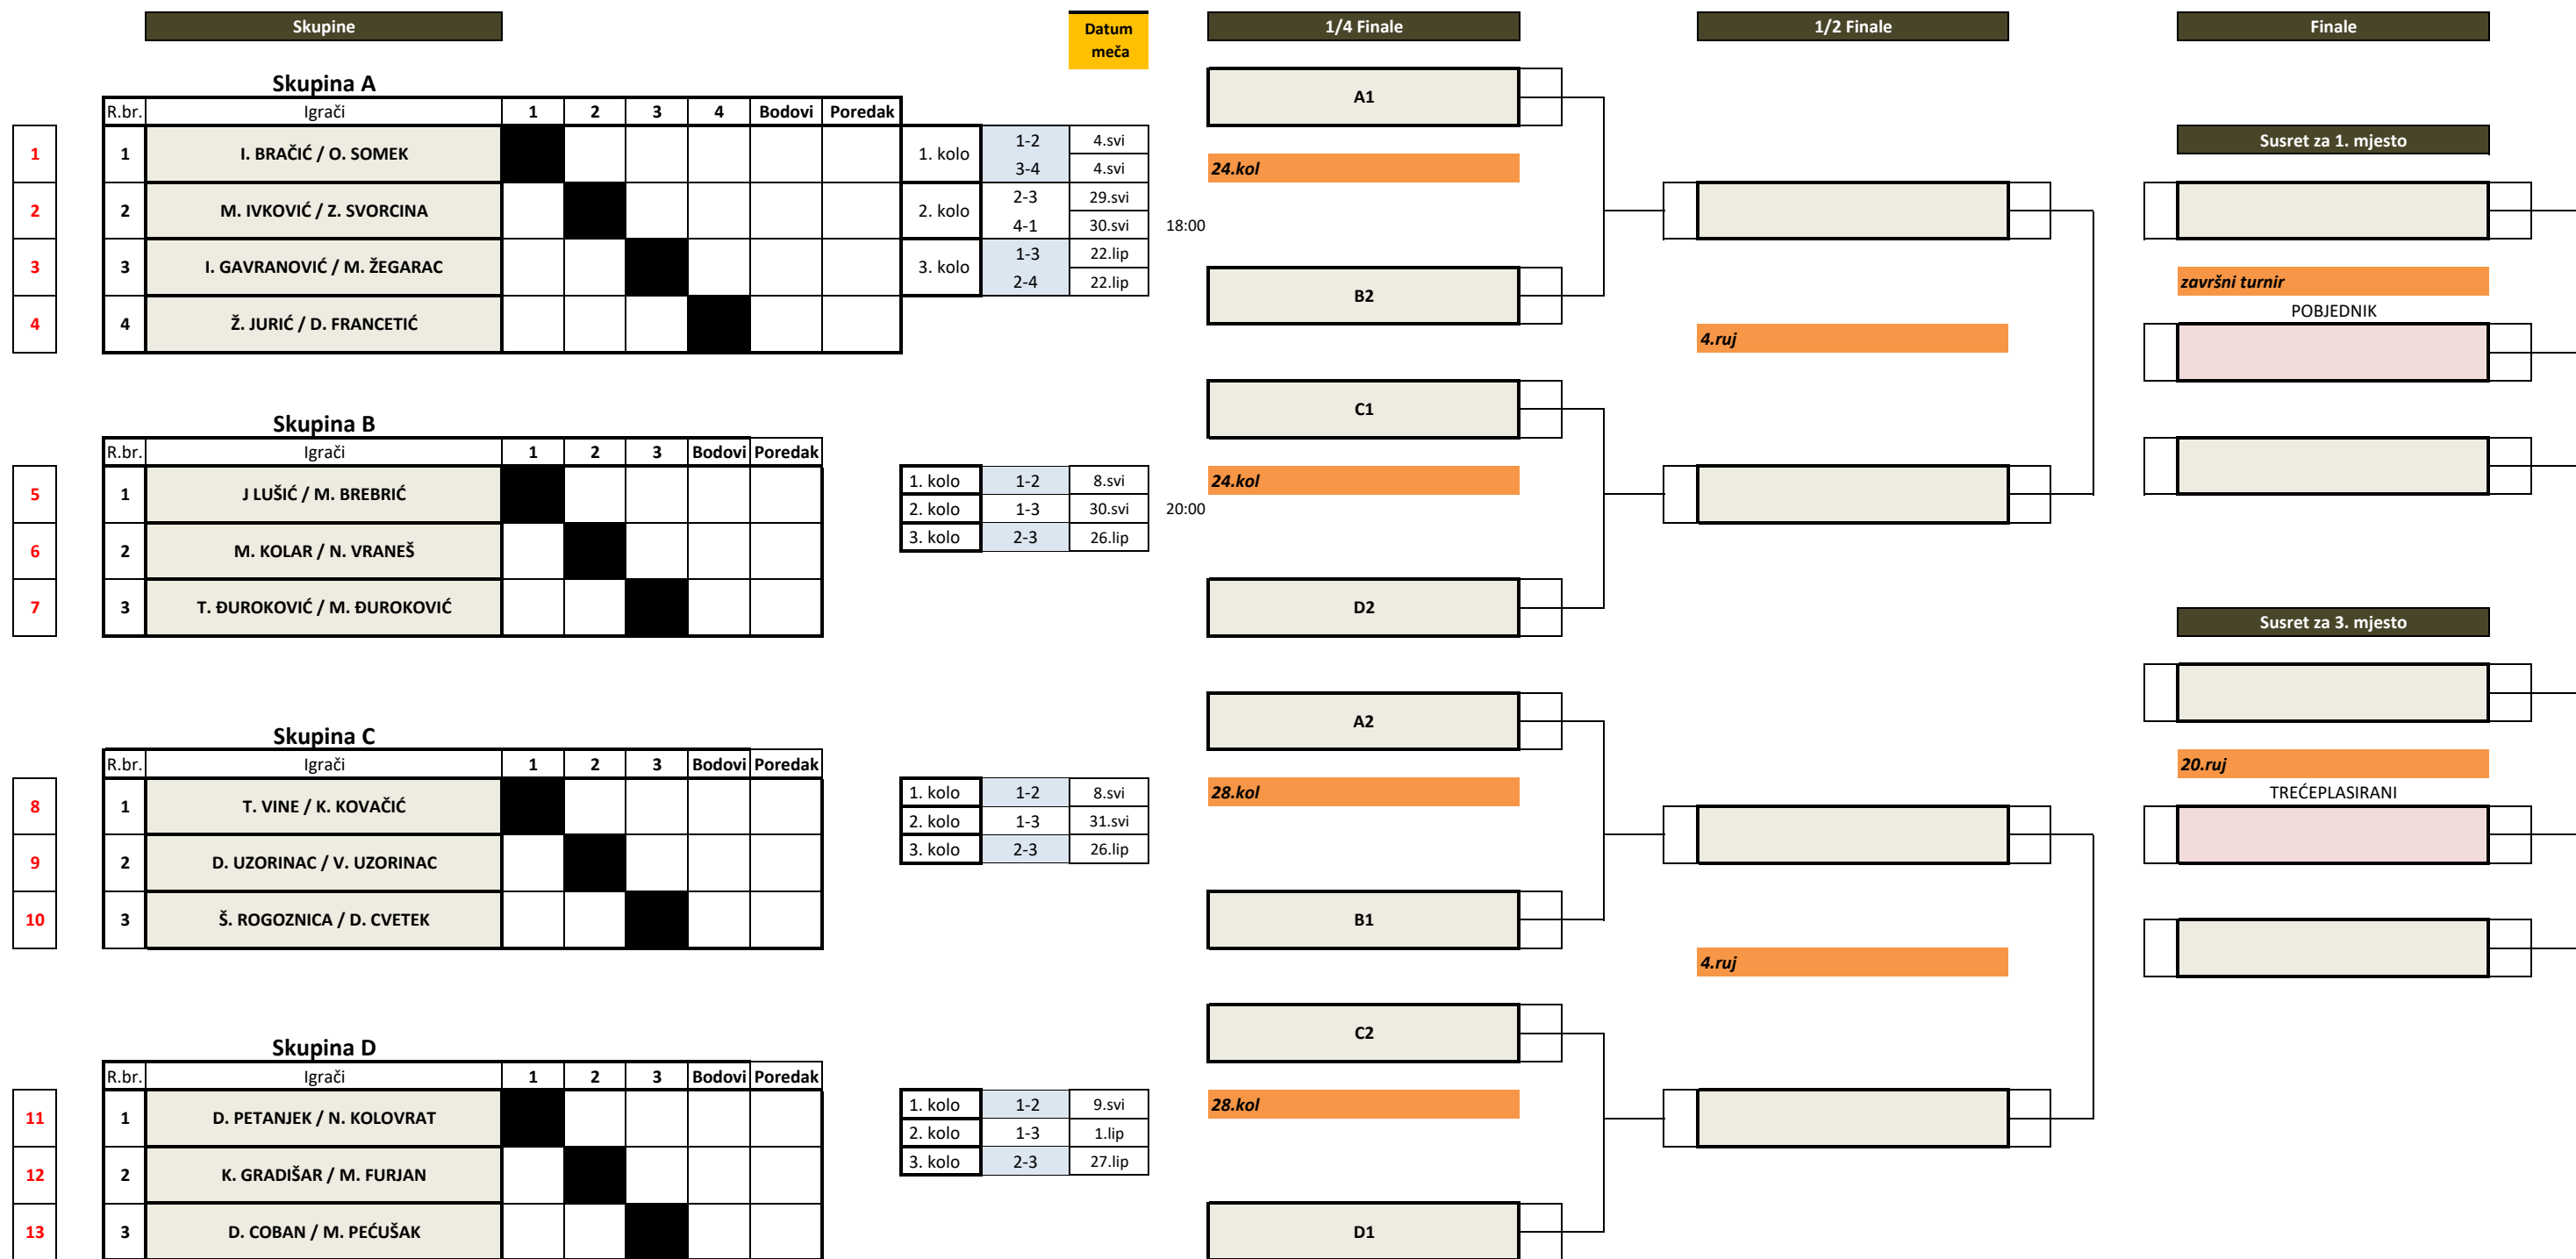 Skupine
Datum meča
1/4 Finale
1/2 Finale
Finale
Skupina A
R.br. Igrači 1 2 3 4 Bodovi Poredak
1 1 I. BRAČIĆ / O. SOMEK
2 2 M. IVKOVIĆ / Z. SVORCINA
3 3 I. GAVRANOVIĆ / M. ŽEGARAC
4 4 Ž. JURIĆ / D. FRANCETIĆ
1. kolo 1-2 4.svi
3-4 4.svi
2. kolo 2-3 29.svi
4-1 30.svi 18:00
3. kolo 1-3 22.lip
2-4 22.lip
Skupina B
R.br. Igrači 1 2 3 Bodovi Poredak
5 1 J LUŠIĆ / M. BREBRIĆ
6 2 M. KOLAR / N. VRANEŠ
7 3 T. ĐUROKOVIĆ / M. ĐUROKOVIĆ
1. kolo 1-2 8.svi
2. kolo 1-3 30.svi 20:00
3. kolo 2-3 26.lip
Skupina C
R.br. Igrači 1 2 3 Bodovi Poredak
8 1 T. VINE / K. KOVAČIĆ
9 2 D. UZORINAC / V. UZORINAC
10 3 Š. ROGOZNICA / D. CVETEK
1. kolo 1-2 8.svi
2. kolo 1-3 31.svi
3. kolo 2-3 26.lip
Skupina D
R.br. Igrači 1 2 3 Bodovi Poredak
11 1 D. PETANJEK / N. KOLOVRAT
12 2 K. GRADIŠAR / M. FURJAN
13 3 D. COBAN / M. PEĆUŠAK
1. kolo 1-2 9.svi
2. kolo 1-3 1.lip
3. kolo 2-3 27.lip
A1
24.kol
B2
C1
24.kol
D2
A2
28.kol
B1
C2
28.kol
D1
4.ruj
4.ruj
Susret za 1. mjesto
završni turnir
POBJEDNIK
Susret za 3. mjesto
20.ruj
TREĆEPLASIRANI